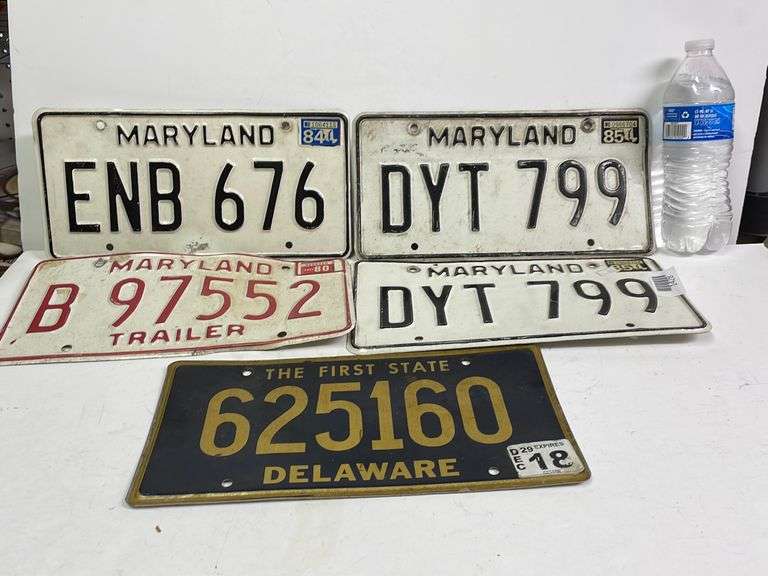 MARYLAND
84
ENB 676
MARYLAND
85
DYT 799
MARYLAND
80
B 97552
TRAILER
MARYLAND
DYT 799
THE FIRST STATE
625160
DELAWARE
DEC
29 EXPIRES
18